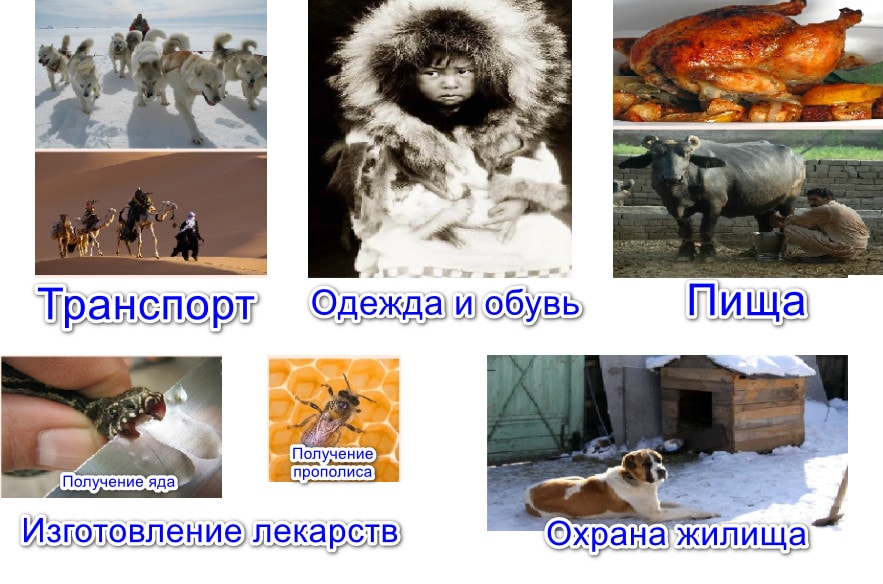 Транспорт
Одежда и обувь
Пища
Получение яда
Получение
прополиса
Изготовление лекарств
Охрана жилища